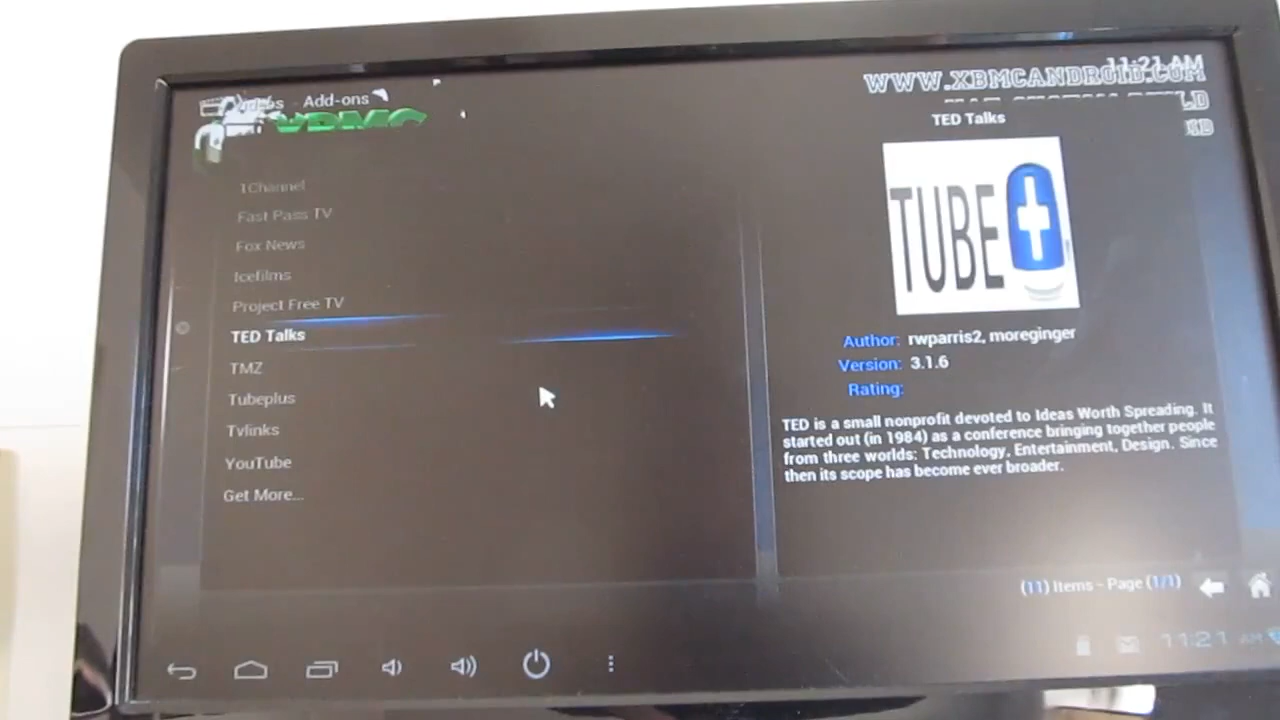 11:21 AM
WWW.XBMCANDROID.COM
Add-ons
XBMC
TED Talks
1Channel
Fast Pass TV
Fox News
Icefilms
Project Free TV
TED Talks
TMZ
Tubeplus
Tvlinks
YouTube
Get More...
TUBE
t
Author: rwparris2, moreginger
Version: 3.1.6
Rating:
TED is a small nonprofit devoted to Ideas Worth Spreading. It
started out (in 1984) as a conference bringing together people
from three worlds: Technology, Entertainment, Design. Since
then its scope has become ever broader.
(11) Items - Page (1/1)
11:21 AM